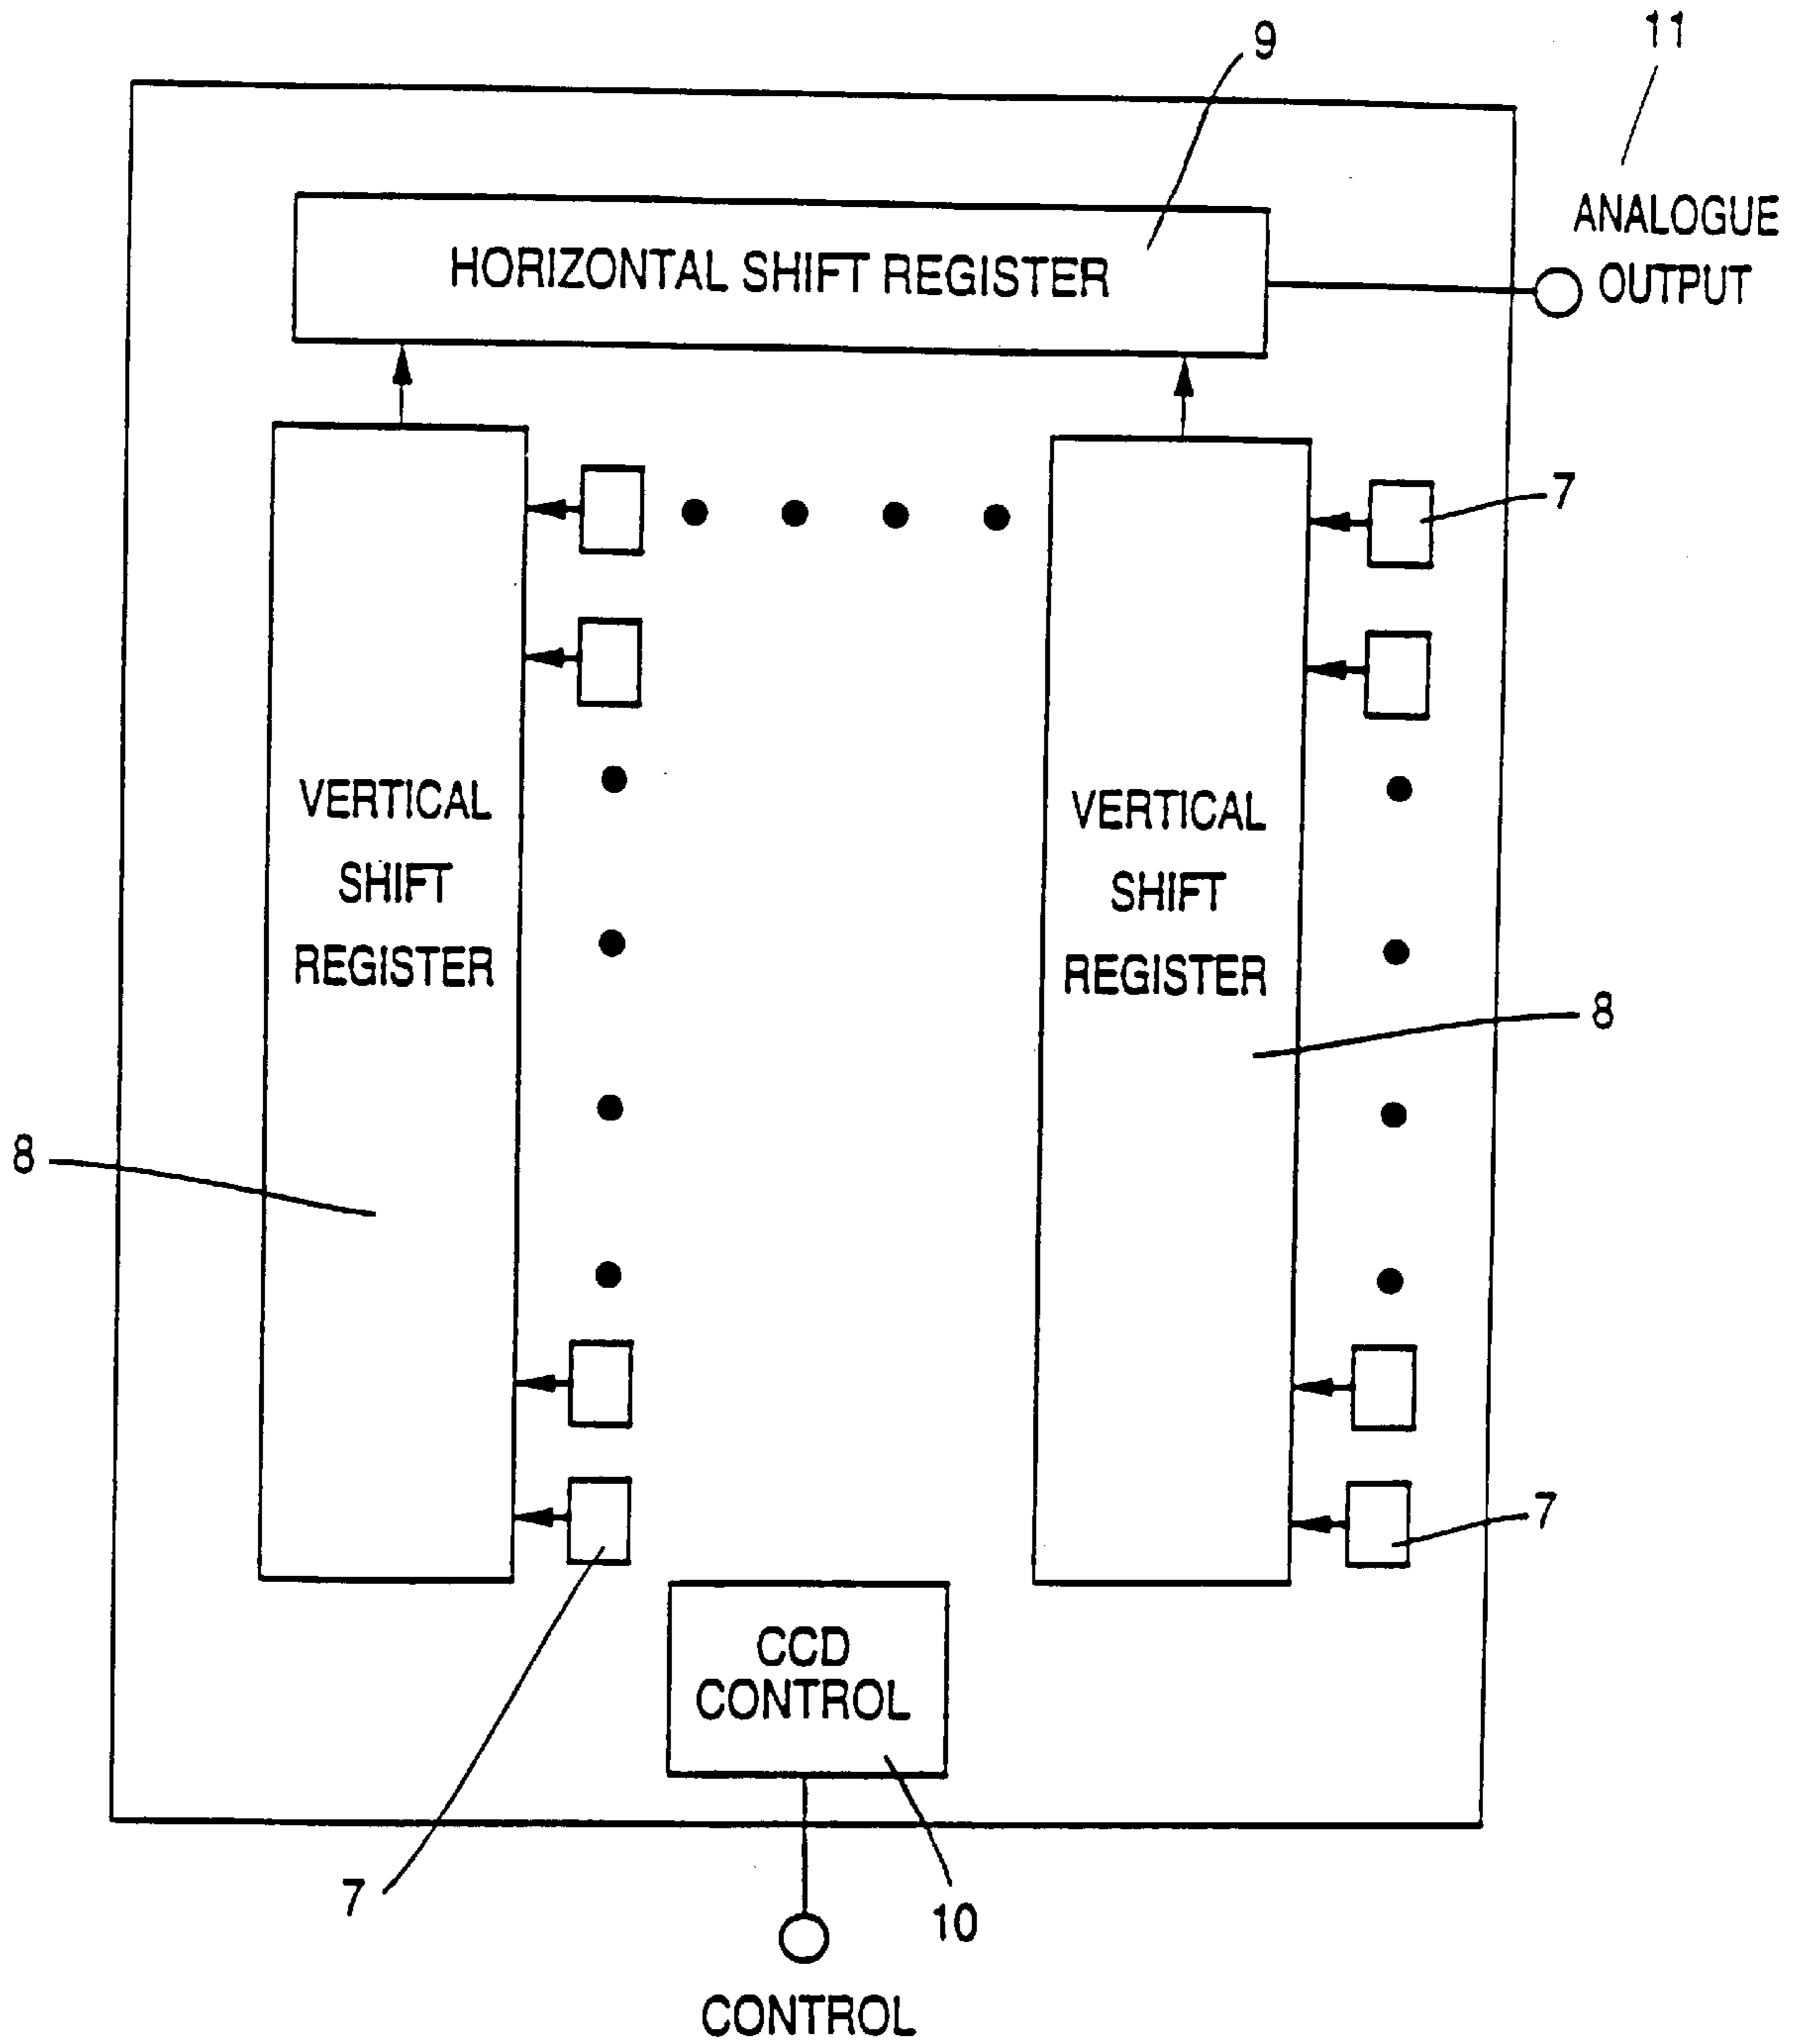 11
9
ANALOGUE
OUTPUT
HORIZONTAL SHIFT REGISTER
7
VERTICAL
SHIFT
REGISTER
VERTICAL
SHIFT
REGISTER
8
8
7
CCD
CONTROL
7
10
CONTROL